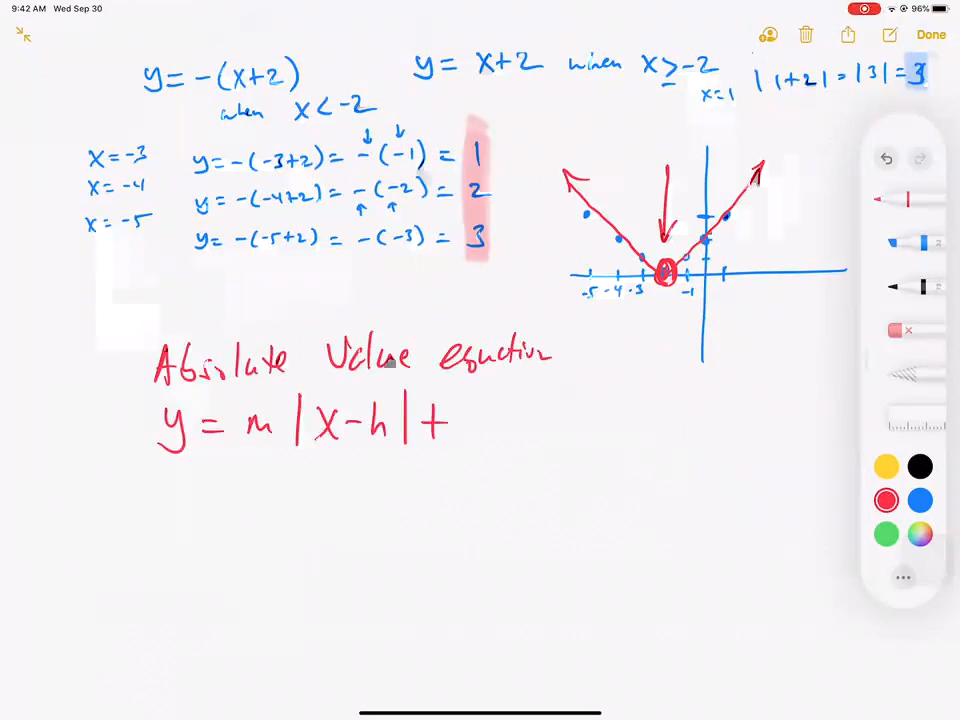 9:42 AM Wed Sep 30
96%
Done
y = -(x+2)
when x < -2
y = x+2 when x ≥ -2
x=1 |1+2| = |3| = 3
x = -3 y = -(-3+2) = -(-1) = 1
x = -4 y = -(-4+2) = -(-2) = 2
x = -5 y = -(-5+2) = -(-3) = 3
-5 -4 -3 -1
Absolute Value equation
y = m |x-h| +